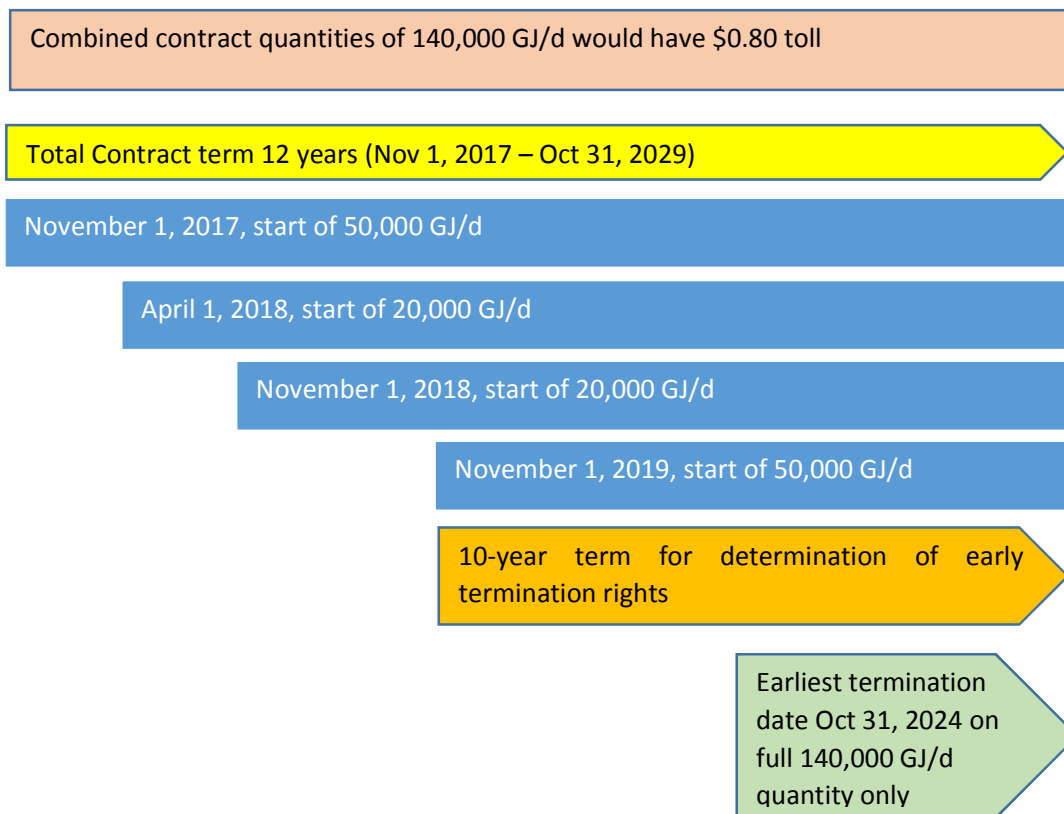 Combined contract quantities of 140,000 GJ/d would have $0.80 toll
Total Contract term 12 years (Nov 1, 2017 – Oct 31, 2029)
November 1, 2017, start of 50,000 GJ/d
April 1, 2018, start of 20,000 GJ/d
November 1, 2018, start of 20,000 GJ/d
November 1, 2019, start of 50,000 GJ/d
10-year term for determination of early
termination rights
Earliest termination
date Oct 31, 2024 on
full 140,000 GJ/d
quantity only